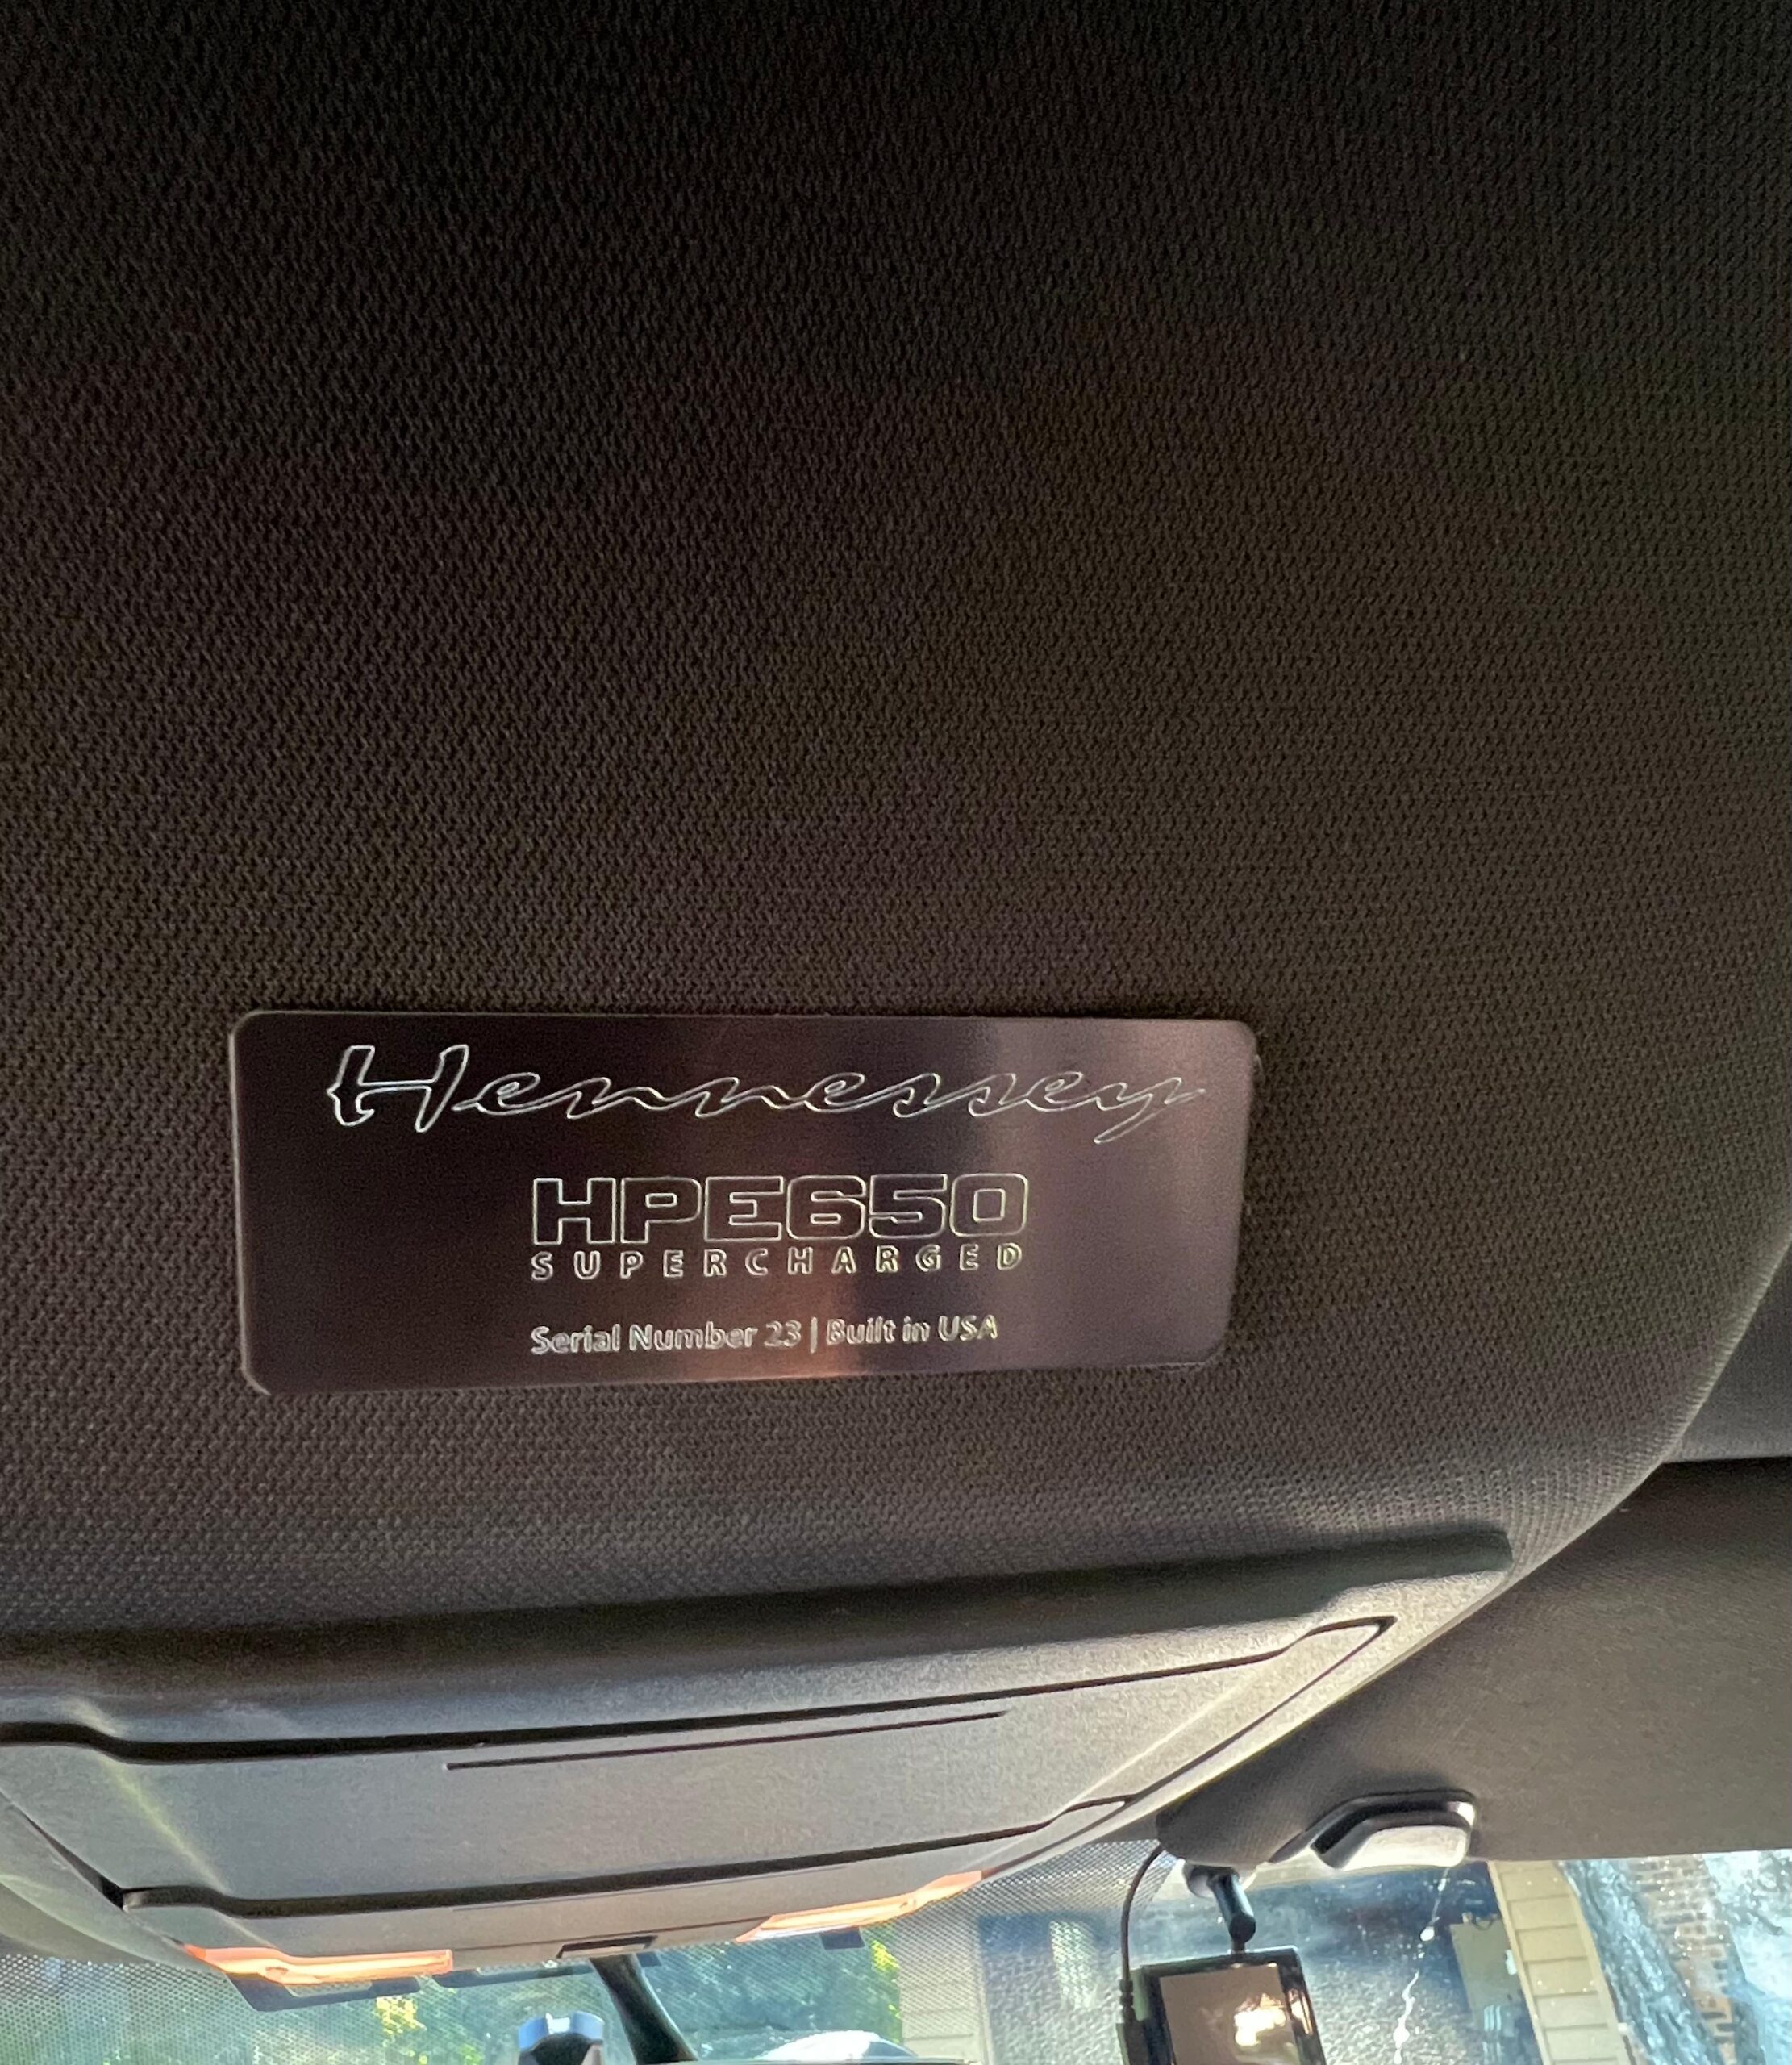 Hennessey
HPE650
SUPERCHARGED
Serial Number 23 | Built in USA